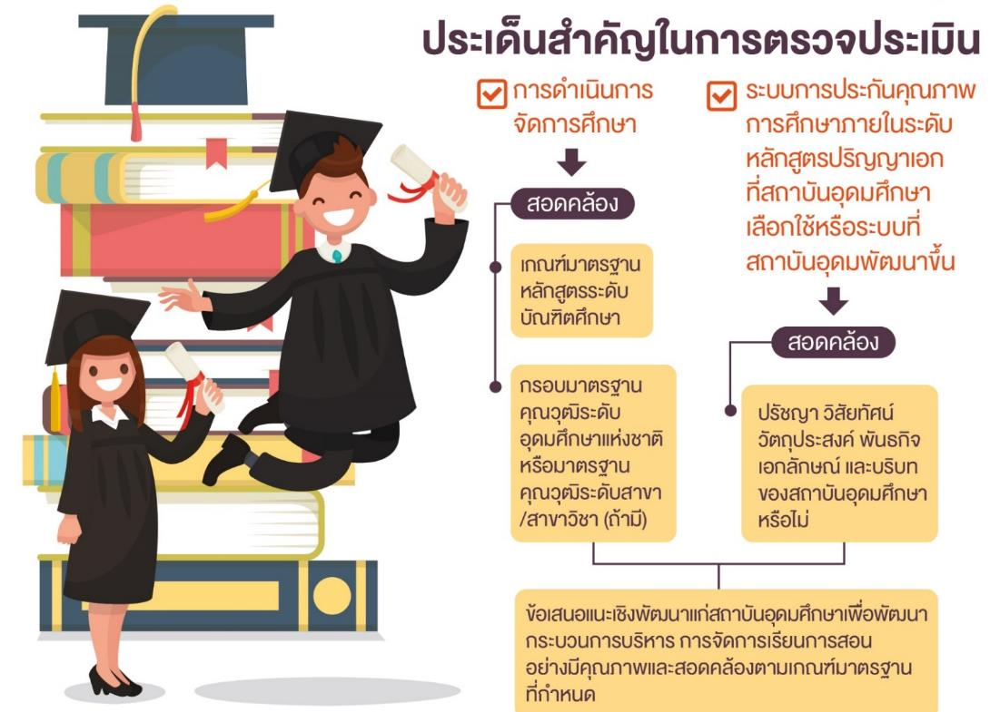 ประเด็นสำคัญในการตรวจประเมิน
การดำเนินการ
จัดการศึกษา
สอดคล้อง
เกณฑ์มาตรฐาน
หลักสูตรระดับ
บัณฑิตศึกษา
กรอบมาตรฐาน
คุณวุฒิระดับ
อุดมศึกษาแห่งชาติ
หรือมาตรฐาน
คุณวุฒิระดับสาขา
/สาขาวิชา (ถ้ามี)
ระบบการประกันคุณภาพ
การศึกษาภายในระดับ
หลักสูตรปริญญาเอก
ที่สถาบันอุดมศึกษา
เลือกใช้หรือระบบที่
สถาบันอุดมพัฒนาขึ้น
สอดคล้อง
ปรัชญา วิสัยทัศน์
วัตถุประสงค์ พันธกิจ
เอกลักษณ์ และบริบท
ของสถาบันอุดมศึกษา
หรือไม่
ข้อเสนอแนะเชิงพัฒนาแก่สถาบันอุดมศึกษาเพื่อพัฒนา
กระบวนการบริหาร การจัดการเรียนการสอน
อย่างมีคุณภาพและสอดคล้องตามเกณฑ์มาตรฐาน
ที่กำหนด